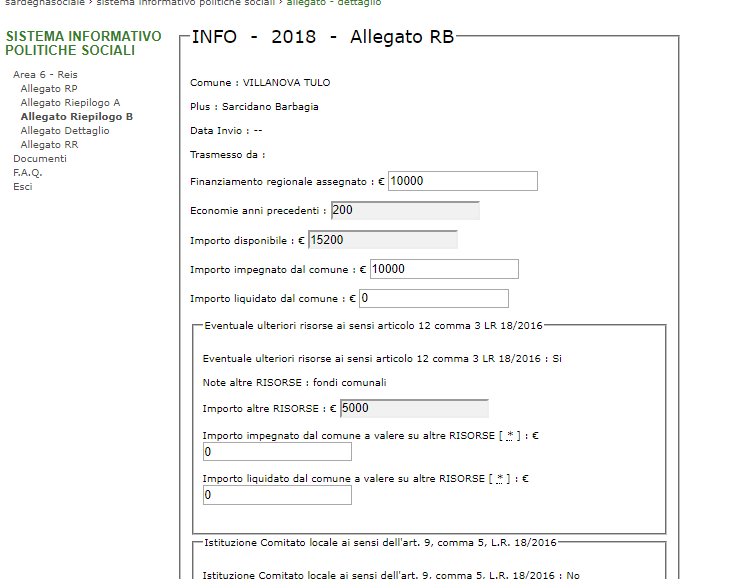 sardegnasociale › sistema informativo politiche sociali › allegato - dettaglio
SISTEMA INFORMATIVO
POLITICHE SOCIALI
Area 6 - Reis
Allegato RP
Allegato Riepilogo A
Allegato Riepilogo B
Allegato Dettaglio
Allegato RR
Documenti
F.A.Q.
Esci
INFO - 2018 - Allegato RB
Comune : VILLANOVA TULO
Plus : Sarcidano Barbagia
Data Invio : --
Trasmesso da :
Finanziamento regionale assegnato : € 10000
Economie anni precedenti : 200
Importo disponibile : € 15200
Importo impegnato dal comune : € 10000
Importo liquidato dal comune : € 0
Eventuale ulteriori risorse ai sensi articolo 12 comma 3 LR 18/2016
Eventuale ulteriori risorse ai sensi articolo 12 comma 3 LR 18/2016 : Si
Note altre RISORSE : fondi comunali
Importo altre RISORSE : € 5000
Importo impegnato dal comune a valere su altre RISORSE [ * ] : €
0
Importo liquidato dal comune a valere su altre RISORSE [ * ] : €
0
Istituzione Comitato locale ai sensi dell'art. 9, comma 5, L.R. 18/2016
Istituzione Comitato locale ai sensi dell'art. 9, comma 5, L.R. 18/2016 : No